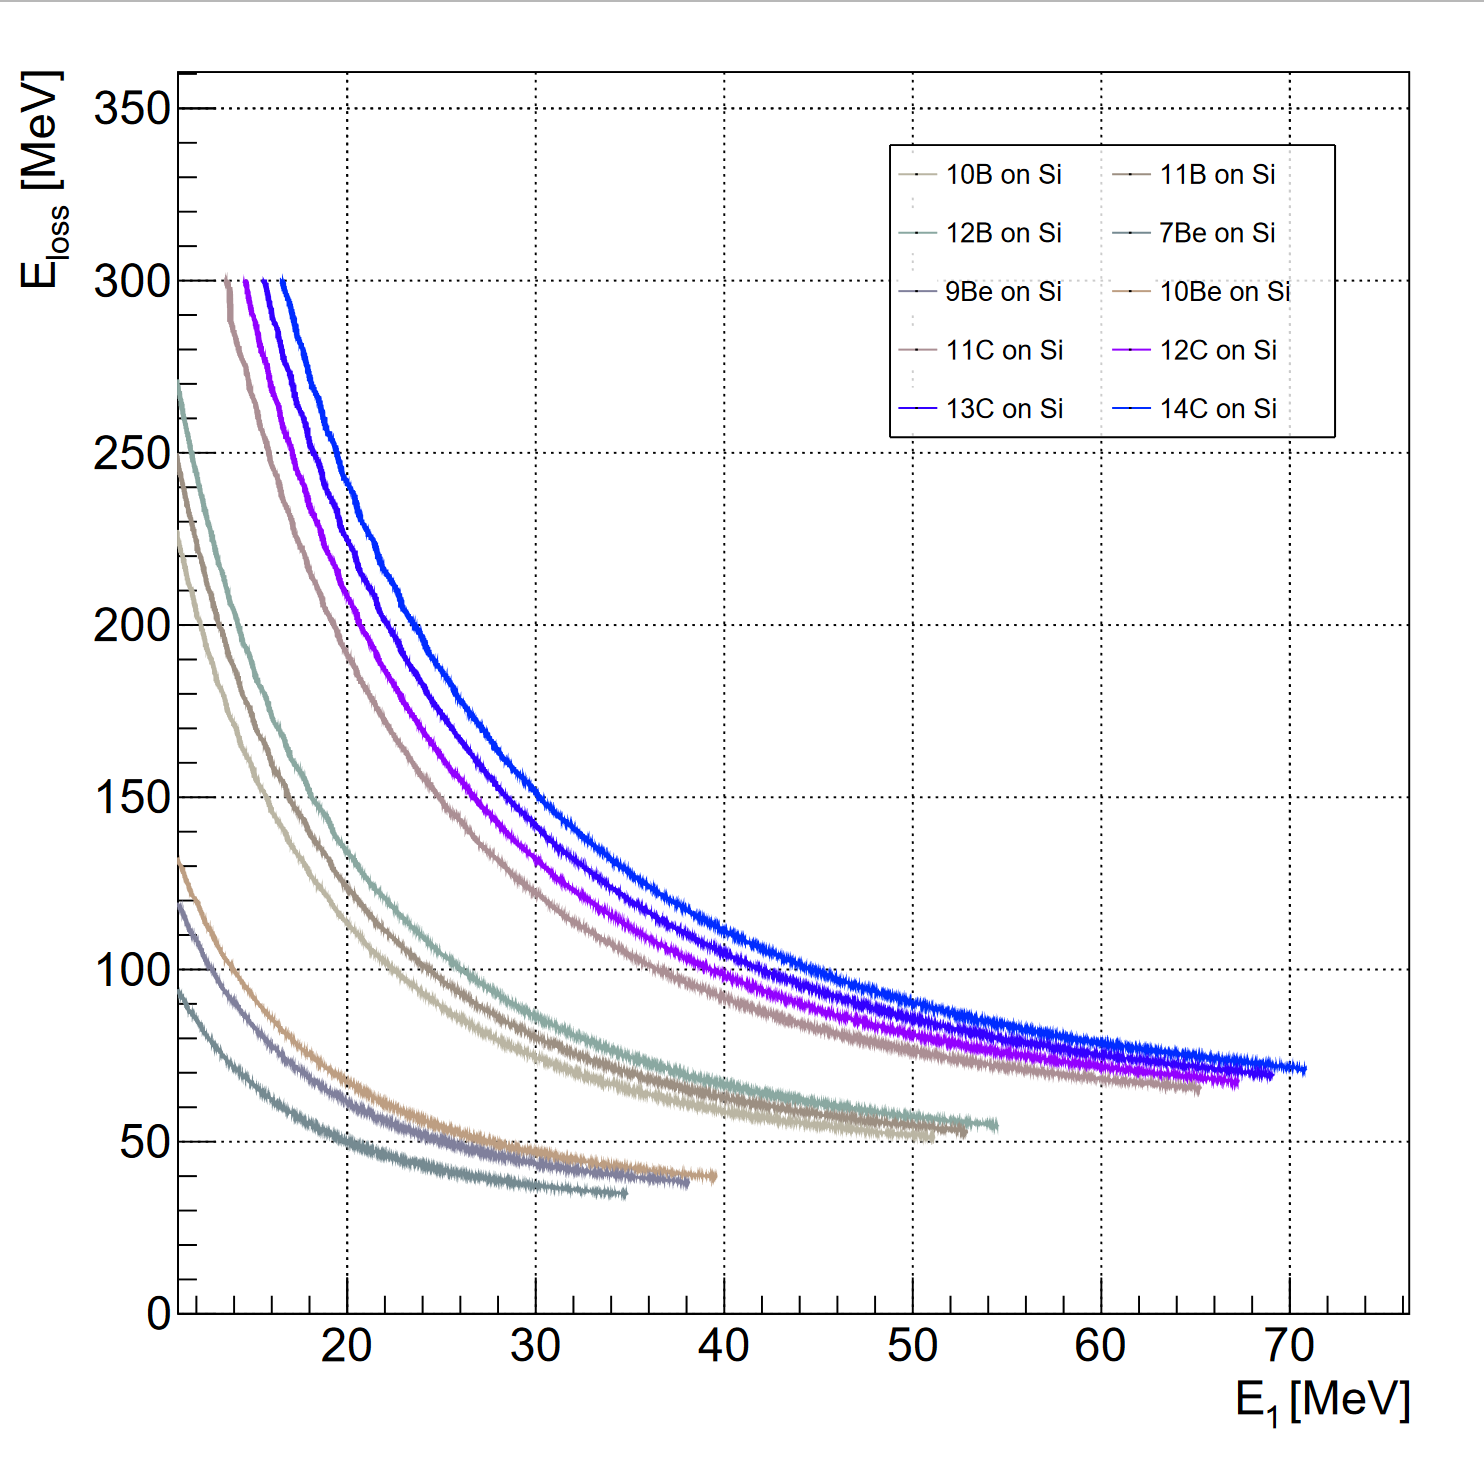 E_loss [MeV]
350
300
250
200
150
100
50
0
10B on Si 11B on Si
12B on Si 7Be on Si
9Be on Si 10Be on Si
11C on Si 12C on Si
13C on Si 14C on Si
20 30 40 50 60 70
E_1 [MeV]